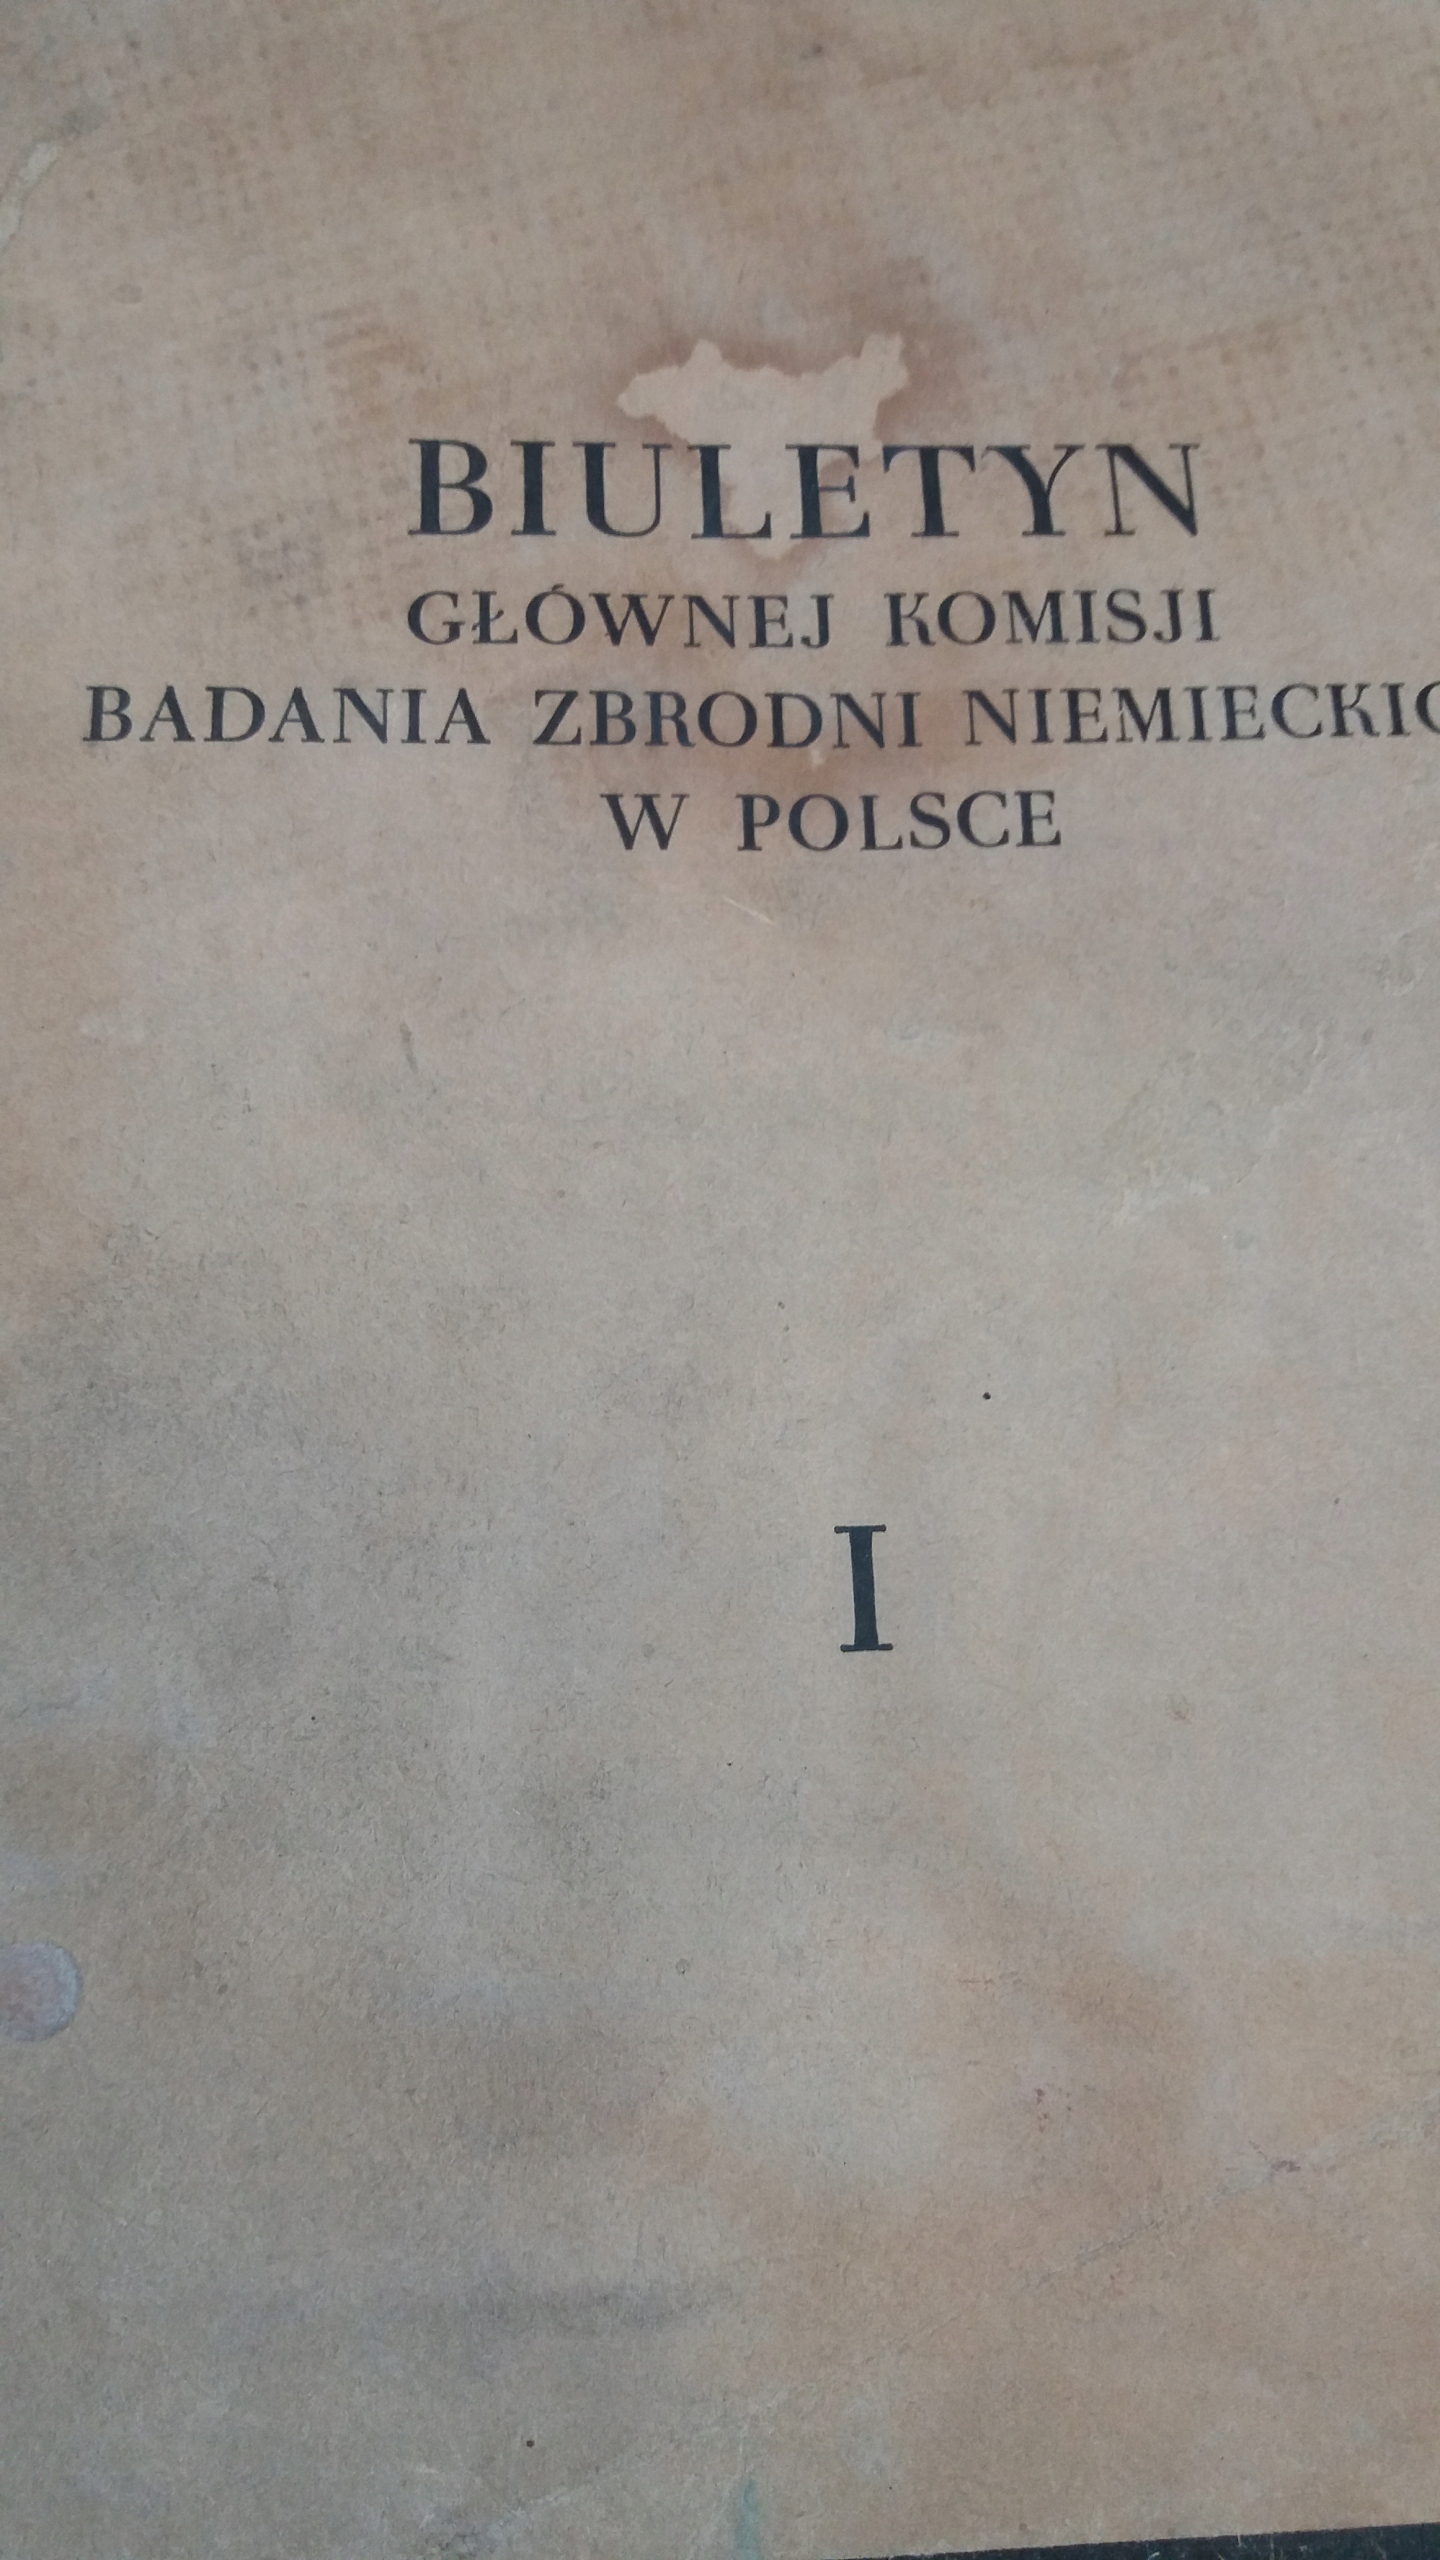 BIULETYN
GŁÓWNEJ KOMISJI
BADANIA ZBRODNI NIEMIECKIC
W POLSCE
I